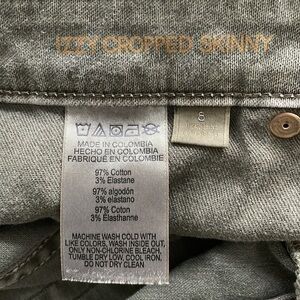 IZZY CROPPED SKINNY
8
MADE IN COLOMBIA
HECHO EN COLOMBIA
FABRIQUÉ EN COLOMBIE
97% Cotton
3% Elastane
97% algodón
3% elastano
97% Coton
3% Elasthanne
MACHINE WASH COLD WITH
LIKE COLORS, WASH INSIDE OUT,
ONLY NON-CHLORINE BLEACH,
TUMBLE DRY LOW, COOL IRON,
DO NOT DRY CLEAN